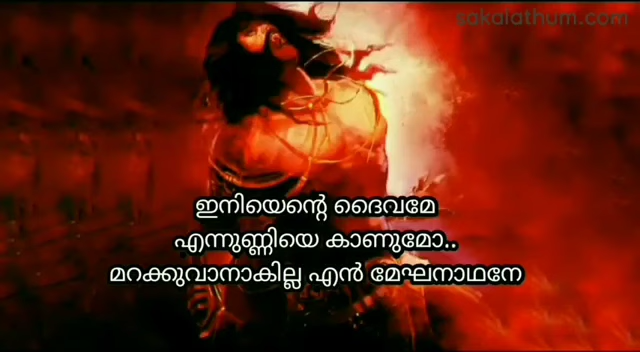 sakalathum.com
ഇനിയെന്റെ ദൈവമേ
എന്നുണ്ണിയെ കാണുമോ..
മറക്കുവാനാകില്ല എൻ മേഘനാഥനേ